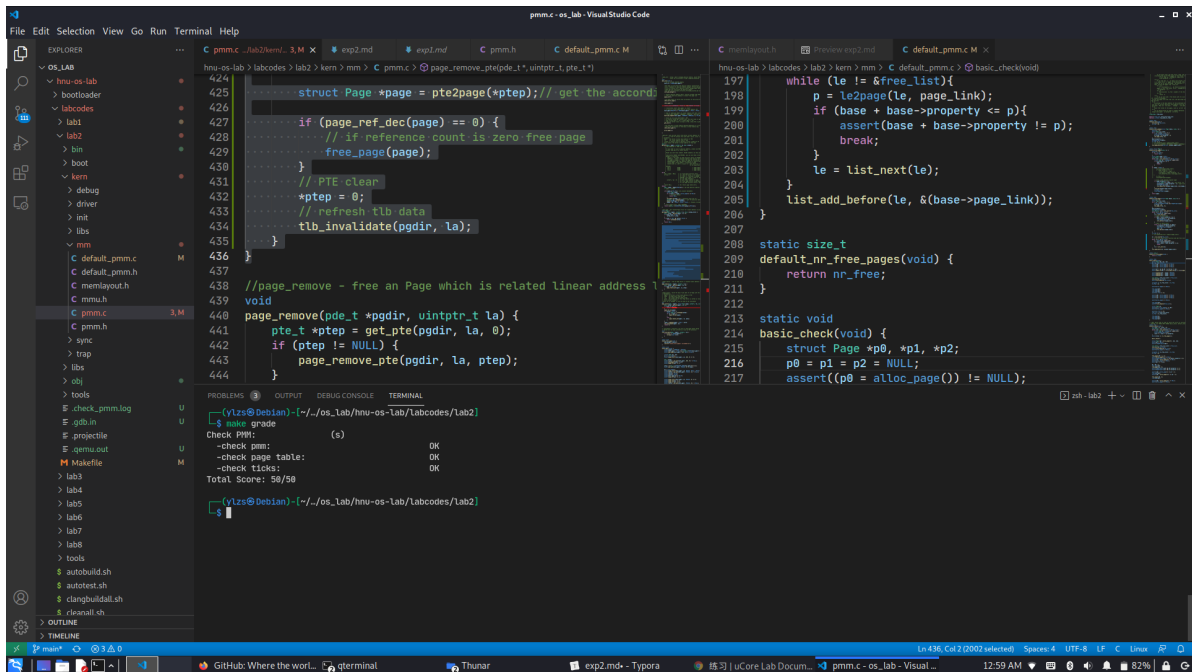 pmm.c - os_lab - Visual Studio Code
File Edit Selection View Go Run Terminal Help
EXPLORER
OS_LAB
hnu-os-lab
bootloader
labcodes
lab1
lab2
bin
boot
kern
debug
driver
init
libs
mm
C default_pmm.c M
C default_pmm.h
C memlayout.h
C mmu.h
C pmm.c 3, M
C pmm.h
sync
trap
libs
obj
tools
.check_pmm.log U
.gdb.in U
.projectile
.qemu.out U
Makefile M
lab3
lab4
lab5
lab6
lab7
lab8
tools
$ autobuild.sh
$ autotest.sh
$ clangbuildall.sh
$ cleanall.sh
OUTLINE
TIMELINE
C pmm.c ../lab2/kern/... 3, M exp2.md exp1.md C pmm.h C default_pmm.c M
hnu-os-lab > labcodes > lab2 > kern > mm > C pmm.c > page_remove_pte(pde_t *, uintptr_t, pte_t *)
424
425 struct Page *page = pte2page(*ptep);// get the accordi
426
427 if (page_ref_dec(page) == 0) {
428 // if reference count is zero free page
429 free_page(page);
430 }
431 // PTE clear
432 *ptep = 0;
433 // refresh tlb data
434 tlb_invalidate(pgdir, la);
435 }
436 }
437
438 //page_remove - free an Page which is related linear address l
439 void
440 page_remove(pde_t *pgdir, uintptr_t la) {
441 pte_t *ptep = get_pte(pgdir, la, 0);
442 if (ptep != NULL) {
443 page_remove_pte(pgdir, la, ptep);
444 }
C memlayout.h Preview exp2.md C default_pmm.c M
hnu-os-lab > labcodes > lab2 > kern > mm > C default_pmm.c > basic_check(void)
197 while (le != &free_list){
198 p = le2page(le, page_link);
199 if (base + base->property <= p){
200 assert(base + base->property != p);
201 break;
202 }
203 le = list_next(le);
204 }
205 list_add_before(le, &(base->page_link));
206 }
207
208 static size_t
209 default_nr_free_pages(void) {
210 return nr_free;
211 }
212
213 static void
214 basic_check(void) {
215 struct Page *p0, *p1, *p2;
216 p0 = p1 = p2 = NULL;
217 assert((p0 = alloc_page()) != NULL);
PROBLEMS 3 OUTPUT DEBUG CONSOLE TERMINAL
zsh - lab2
(ylzs㉿Debian)-[~/../os_lab/hnu-os-lab/labcodes/lab2]
$ make grade
Check PMM: (s)
-check pmm: OK
-check page table: OK
-check ticks: OK
Total Score: 50/50
(ylzs㉿Debian)-[~/../os_lab/hnu-os-lab/labcodes/lab2]
$
main* 3 0 Ln 436, Col 2 (2002 selected) Spaces: 4 UTF-8 LF C Linux
GitHub: Where the worl... qterminal Thunar exp2.md• - Typora 练习 | uCore Lab Docum... pmm.c - os_lab - Visual ... 12:59 AM 82%